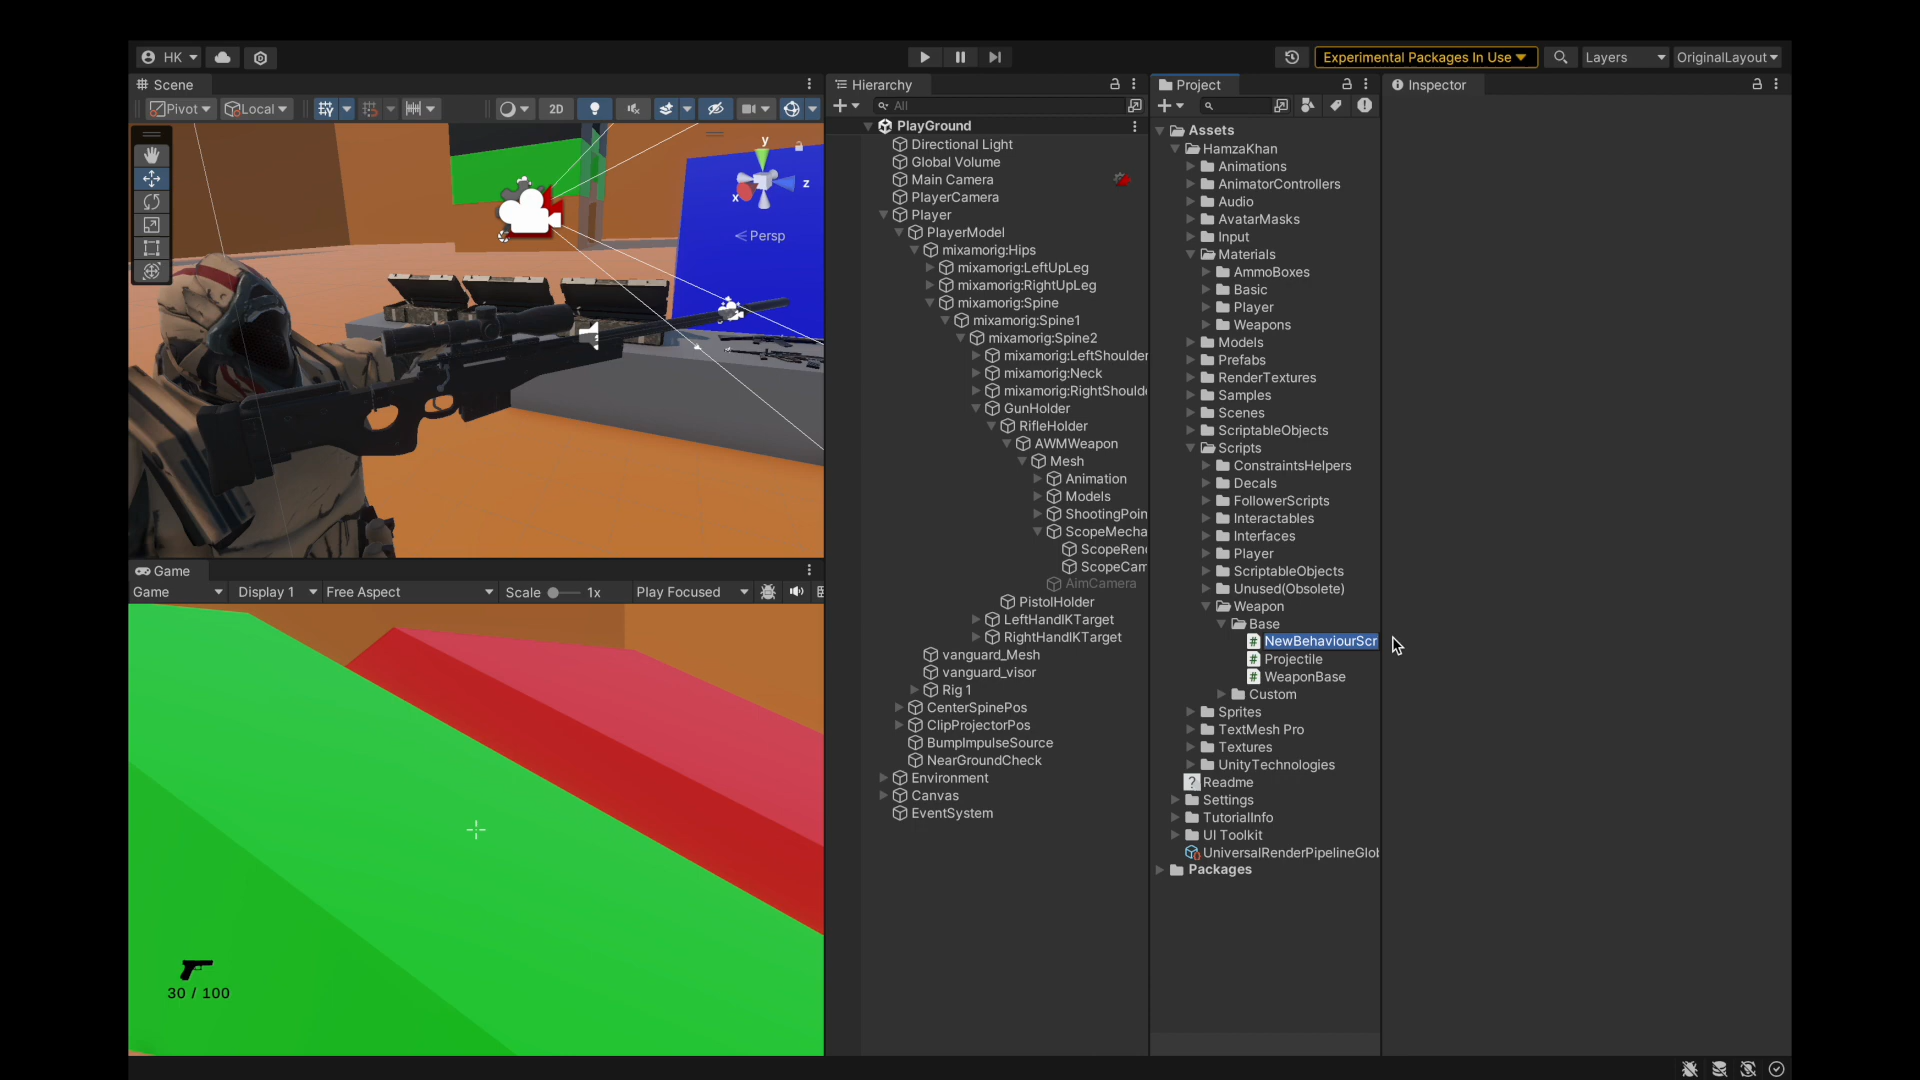 HK
Experimental Packages In Use
Layers
OriginalLayout
Scene
Pivot
Local
2D
y
z
x
Persp
Game
Game
Display 1
Free Aspect
Scale
1x
Play Focused
30 / 100
Hierarchy
All
PlayGround
Directional Light
Global Volume
Main Camera
PlayerCamera
Player
PlayerModel
mixamorig:Hips
mixamorig:LeftUpLeg
mixamorig:RightUpLeg
mixamorig:Spine
mixamorig:Spine1
mixamorig:Spine2
mixamorig:LeftShoulder
mixamorig:Neck
mixamorig:RightShould
GunHolder
RifleHolder
AWMWeapon
Mesh
Animation
Models
ShootingPoin
ScopeMecha
ScopeRen
ScopeCam
AimCamera
PistolHolder
LeftHandIKTarget
RightHandIKTarget
vanguard_Mesh
vanguard_visor
Rig 1
CenterSpinePos
ClipProjectorPos
BumpImpulseSource
NearGroundCheck
Environment
Canvas
EventSystem
Project
Assets
HamzaKhan
Animations
AnimatorControllers
Audio
AvatarMasks
Input
Materials
AmmoBoxes
Basic
Player
Weapons
Models
Prefabs
RenderTextures
Samples
Scenes
ScriptableObjects
Scripts
ConstraintsHelpers
Decals
FollowerScripts
Interactables
Interfaces
Player
ScriptableObjects
Unused(Obsolete)
Weapon
Base
NewBehaviourScr
Projectile
WeaponBase
Custom
Sprites
TextMesh Pro
Textures
UnityTechnologies
Readme
Settings
TutorialInfo
UI Toolkit
UniversalRenderPipelineGlob
Packages
Inspector